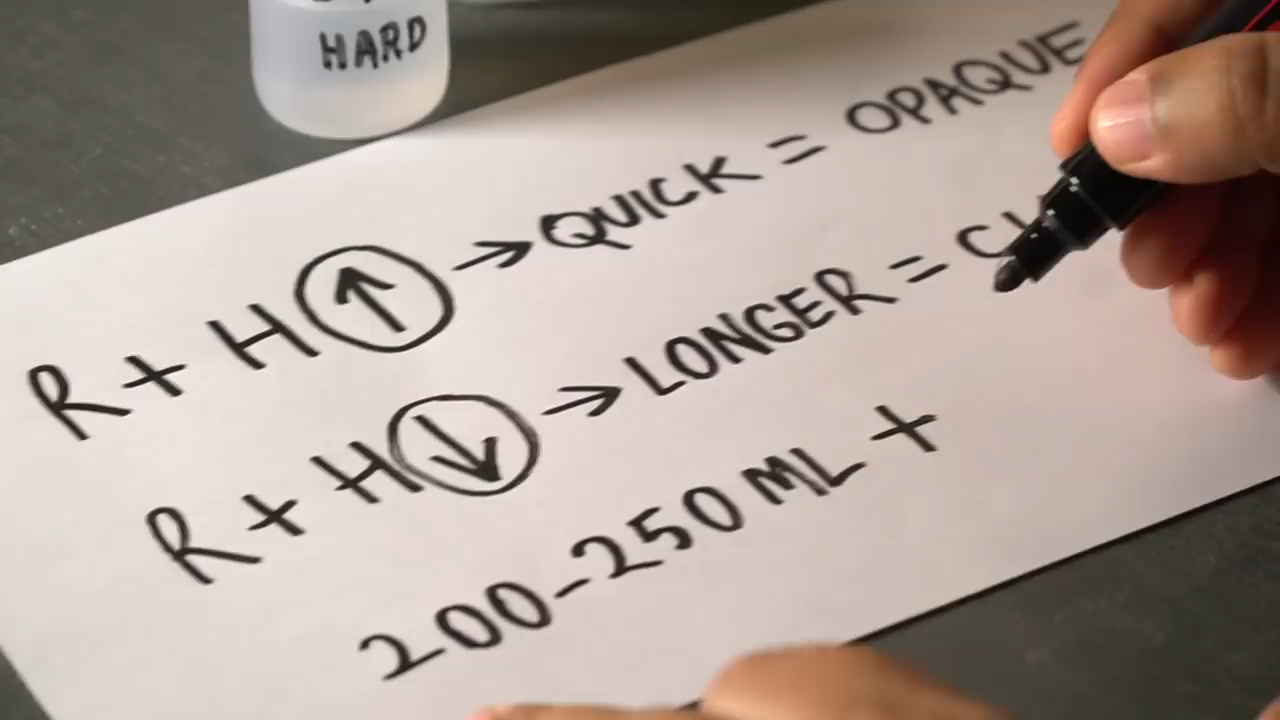 HARD
R + H ↑ → QUICK = OPAQUE
R + H ↓ → LONGER =
200-250 ML +